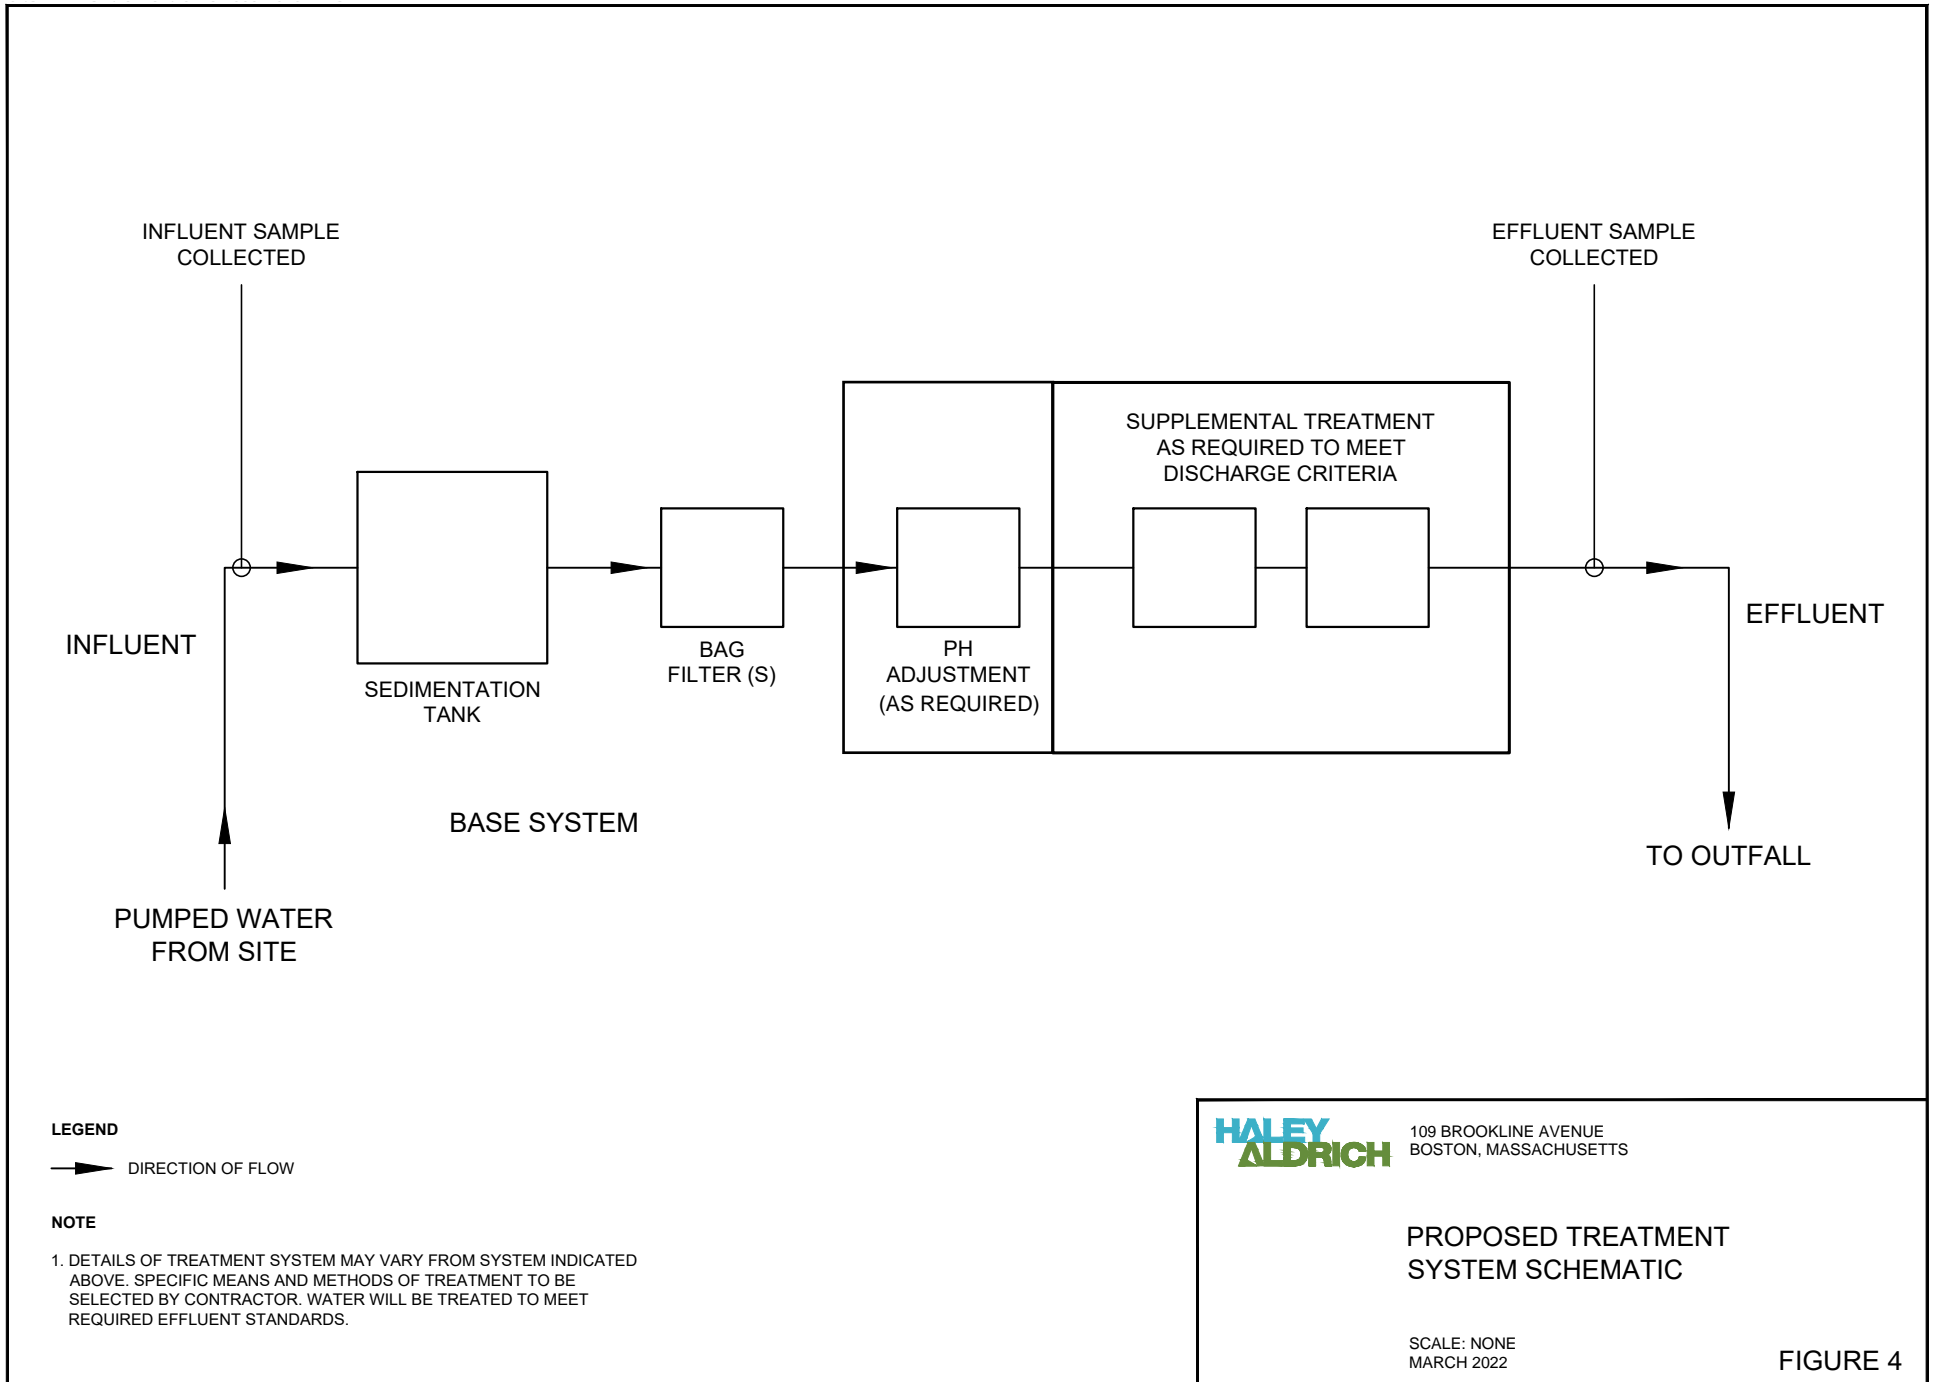 INFLUENT SAMPLE
COLLECTED
EFFLUENT SAMPLE
COLLECTED
SUPPLEMENTAL TREATMENT
AS REQUIRED TO MEET
DISCHARGE CRITERIA
INFLUENT
SEDIMENTATION
TANK
BAG
FILTER (S)
PH
ADJUSTMENT
(AS REQUIRED)
EFFLUENT
BASE SYSTEM
TO OUTFALL
PUMPED WATER
FROM SITE
LEGEND
DIRECTION OF FLOW
NOTE
1. DETAILS OF TREATMENT SYSTEM MAY VARY FROM SYSTEM INDICATED
ABOVE. SPECIFIC MEANS AND METHODS OF TREATMENT TO BE
SELECTED BY CONTRACTOR. WATER WILL BE TREATED TO MEET
REQUIRED EFFLUENT STANDARDS.
HALEY
ALDRICH
109 BROOKLINE AVENUE
BOSTON, MASSACHUSETTS
PROPOSED TREATMENT
SYSTEM SCHEMATIC
SCALE: NONE
MARCH 2022
FIGURE 4